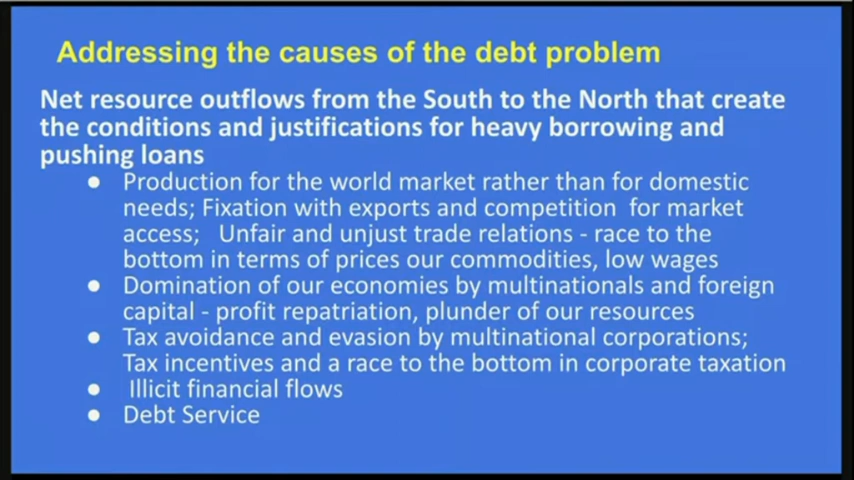 Addressing the causes of the debt problem
Net resource outflows from the South to the North that create
the conditions and justifications for heavy borrowing and
pushing loans
● Production for the world market rather than for domestic
needs; Fixation with exports and competition for market
access; Unfair and unjust trade relations - race to the
bottom in terms of prices our commodities, low wages
● Domination of our economies by multinationals and foreign
capital - profit repatriation, plunder of our resources
● Tax avoidance and evasion by multinational corporations;
Tax incentives and a race to the bottom in corporate taxation
● Illicit financial flows
● Debt Service